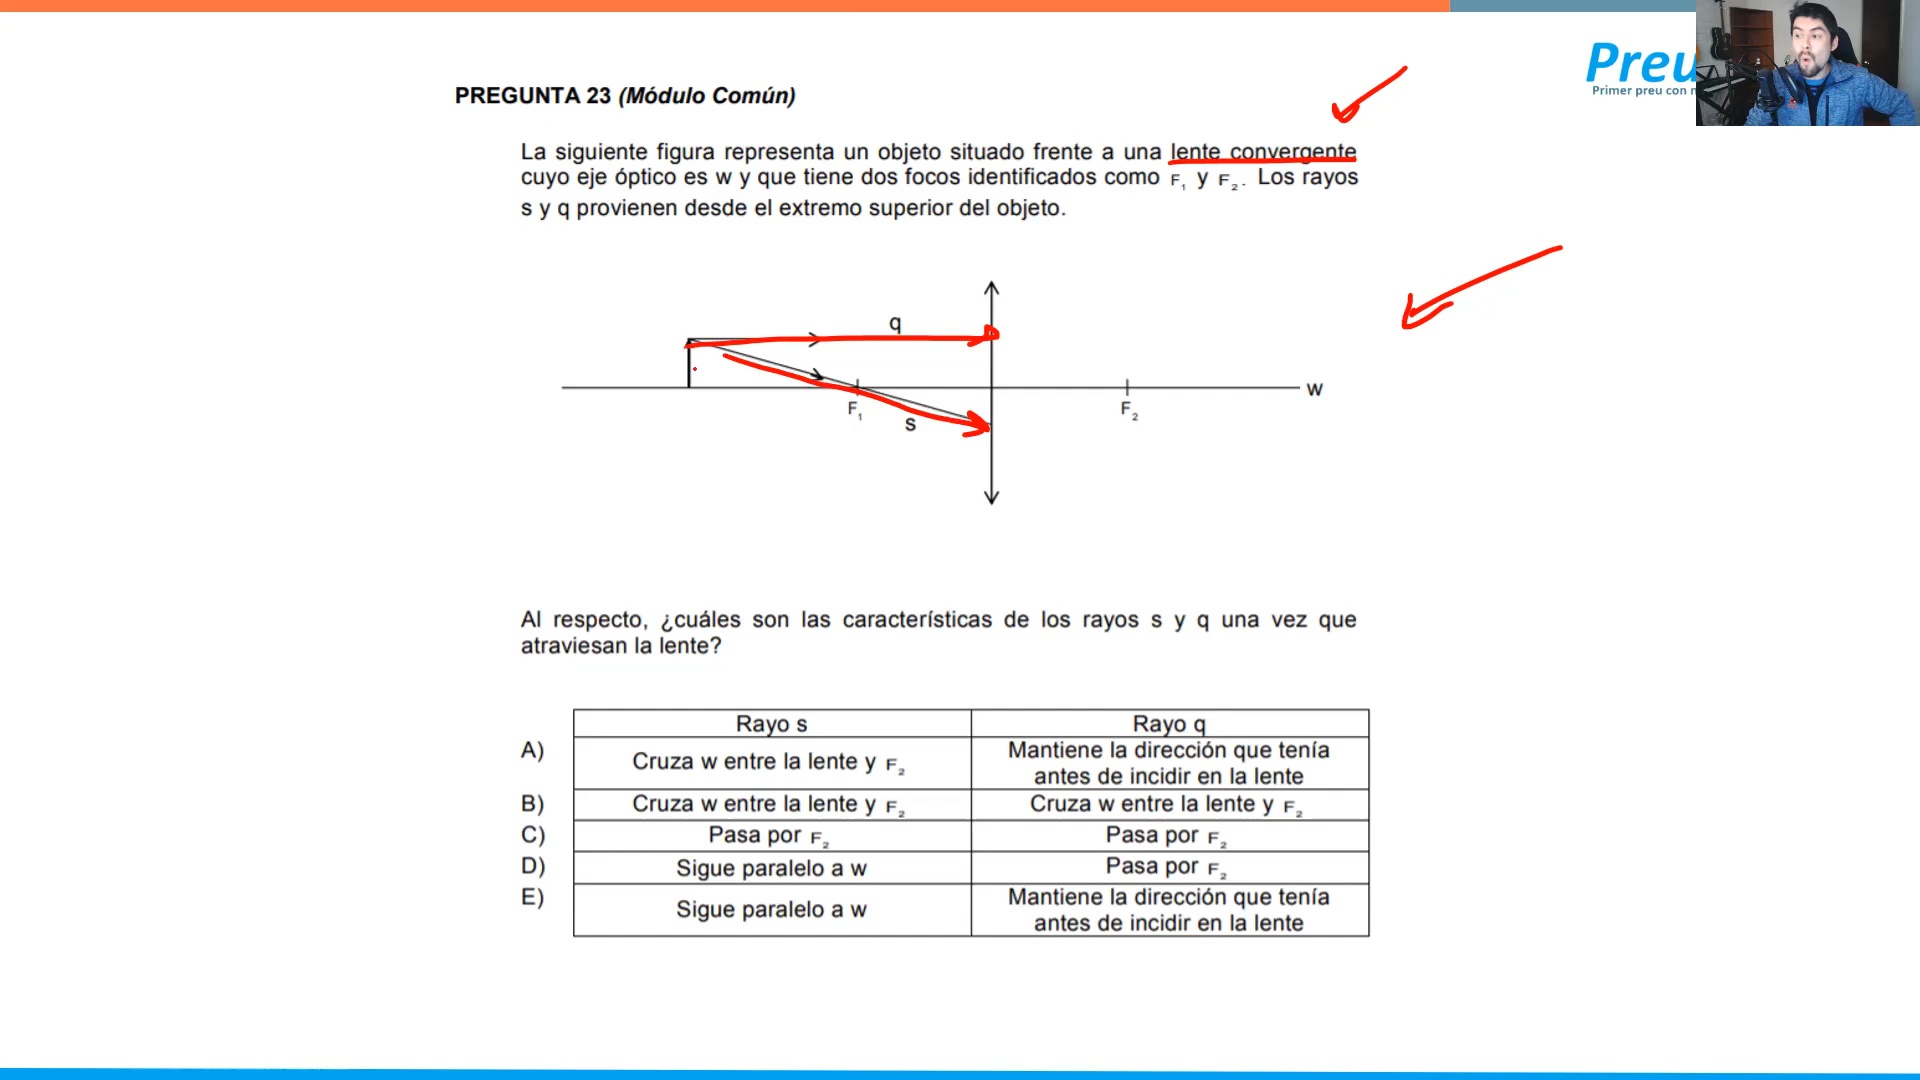 Preu
Primer preu con
PREGUNTA 23 (Módulo Común)
La siguiente figura representa un objeto situado frente a una lente convergente
cuyo eje óptico es w y que tiene dos focos identificados como F₁ y F₂. Los rayos
s y q provienen desde el extremo superior del objeto.
q
w
F₁
F₂
s
Al respecto, ¿cuáles son las características de los rayos s y q una vez que
atraviesan la lente?
Rayo s Rayo q
A) Cruza w entre la lente y F₂ Mantiene la dirección que tenía
antes de incidir en la lente
B) Cruza w entre la lente y F₂ Cruza w entre la lente y F₂
C) Pasa por F₂ Pasa por F₂
D) Sigue paralelo a w Pasa por F₂
E) Sigue paralelo a w Mantiene la dirección que tenía
antes de incidir en la lente